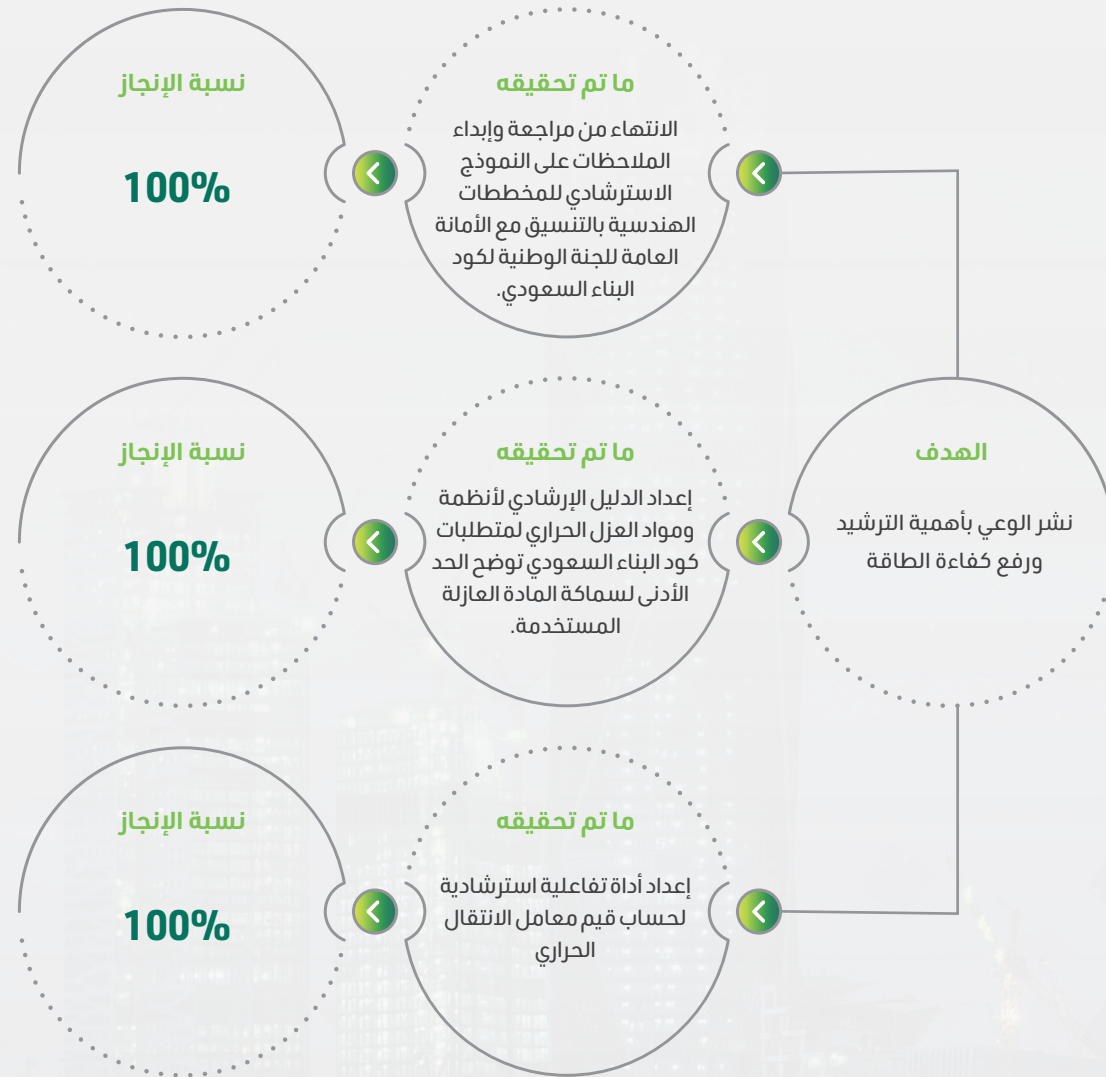 الهدف
نشر الوعي بأهمية الترشيد
ورفع كفاءة الطاقة
ما تم تحقيقه
الانتهاء من مراجعة وإبداء
الملاحظات على النموذج
الاسترشادي للمخططات
الهندسية بالتنسيق مع الأمانة
العامة للجنة الوطنية لكود
البناء السعودي.
نسبة الإنجاز
100%
ما تم تحقيقه
إعداد الدليل الإرشادي لأنظمة
ومواد العزل الحراري لمتطلبات
كود البناء السعودي توضح الحد
الأدنى لسماكة المادة العازلة
المستخدمة.
نسبة الإنجاز
100%
ما تم تحقيقه
إعداد أداة تفاعلية استرشادية
لحساب قيم معامل الانتقال
الحراري
نسبة الإنجاز
100%